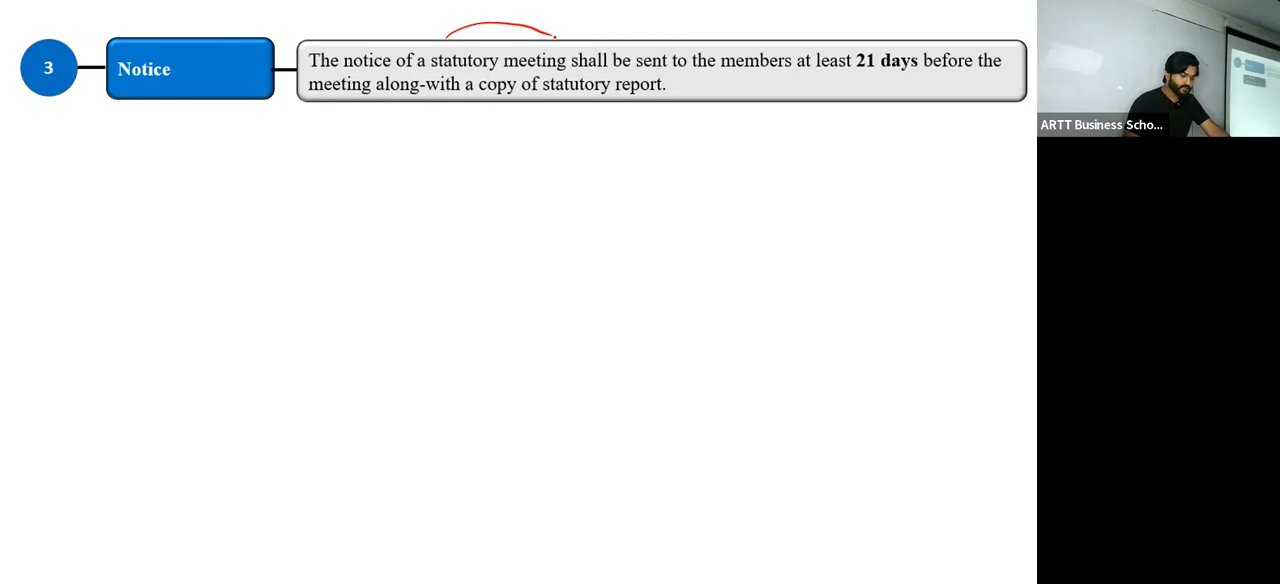 3
Notice
The notice of a statutory meeting shall be sent to the members at least 21 days before the
meeting along-with a copy of statutory report.
ARTT Business Scho...